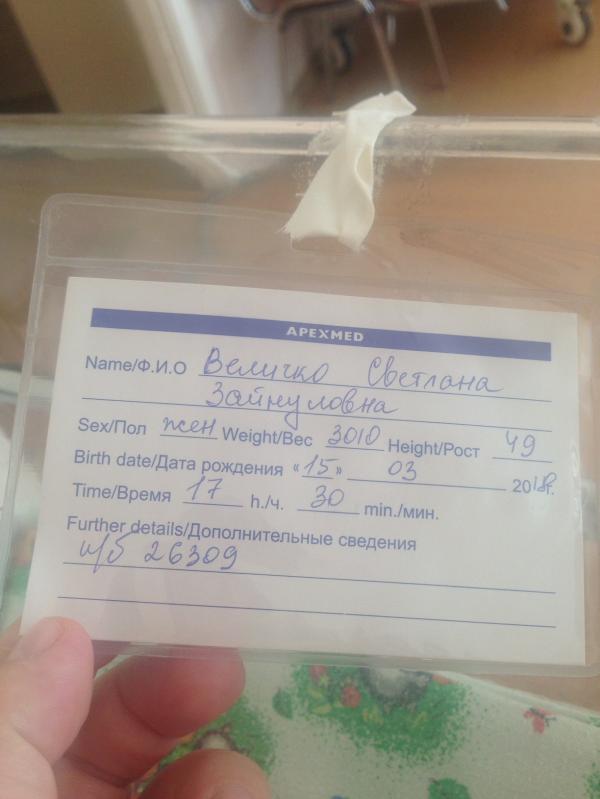 APEXMED
Name/Ф.И.О Величко Светлана
Зайнуловна
Sex/Пол жен Weight/Вес 3010 Height/Рост 49
Birth date/Дата рождения «15» 03 2018г.
Time/Время 17 h./ч. 30 min./мин.
Further details/Дополнительные сведения
и/б 26309